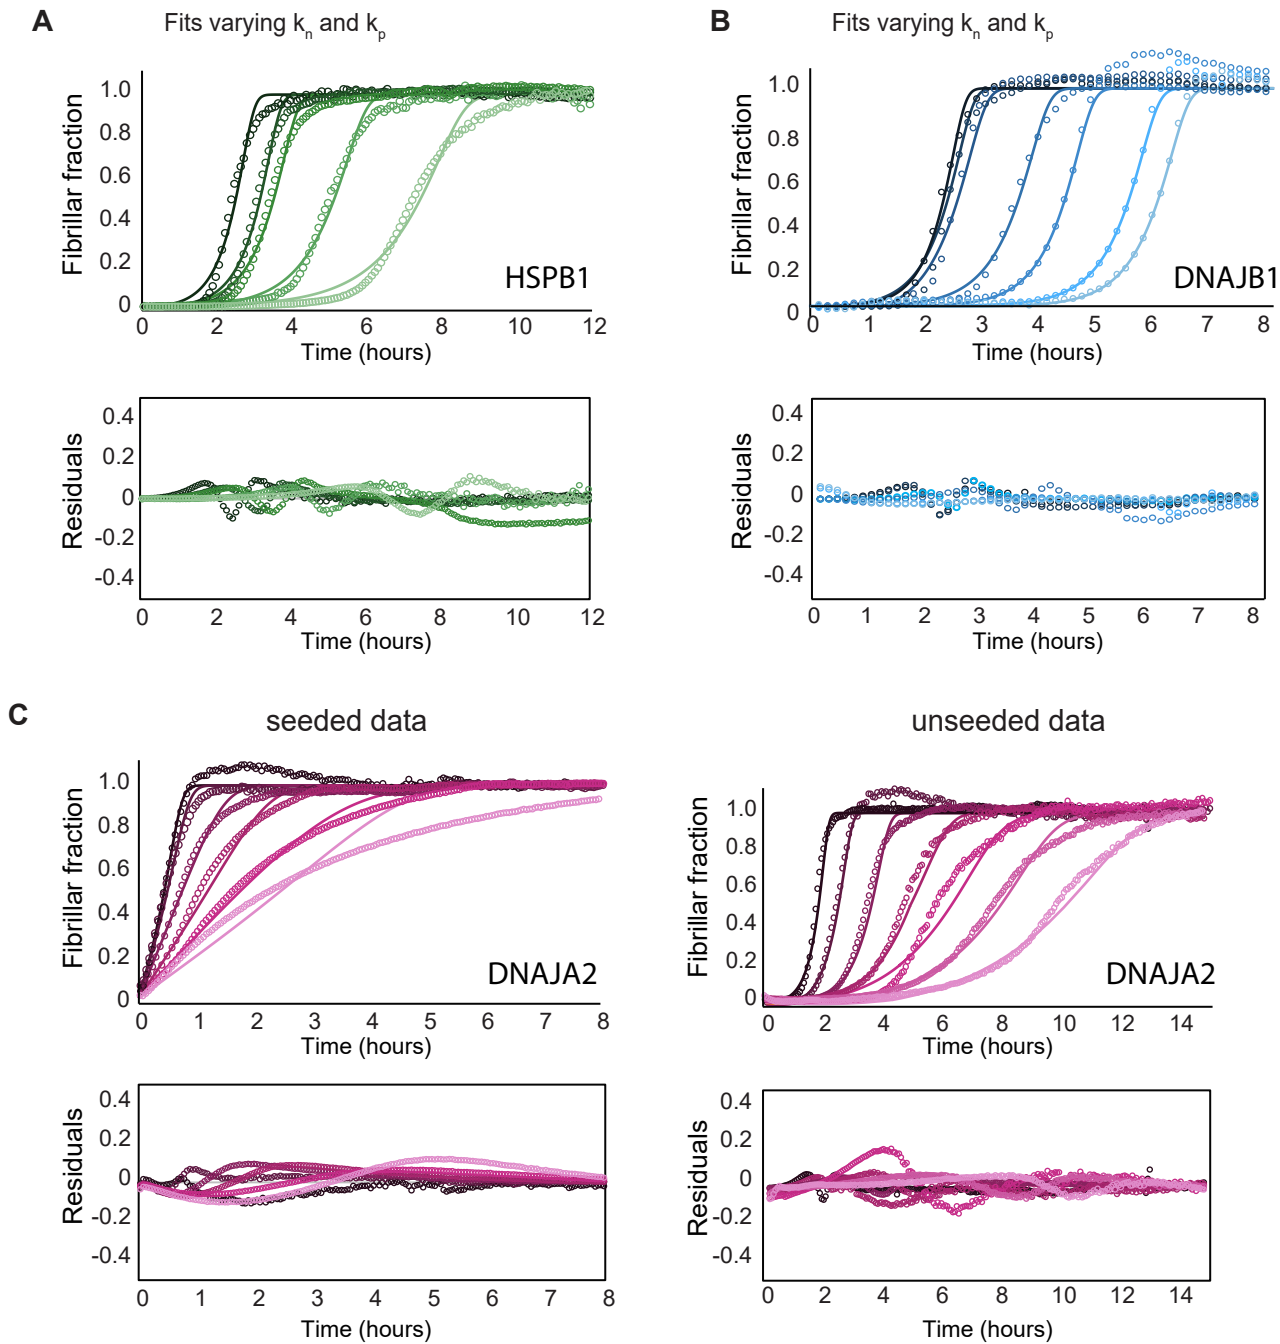 A
Fits varying kn and kp
Fibrillar fraction
1.0
0.8
0.6
0.4
0.2
0
HSPB1
0 2 4 6 8 10 12
Time (hours)
Residuals
0.4
0.2
0
-0.2
-0.4
0 2 4 6 8 10 12
Time (hours)
B
Fits varying kn and kp
Fibrillar fraction
1.0
0.8
0.6
0.4
0.2
0
DNAJB1
0 1 2 3 4 5 6 7 8
Time (hours)
Residuals
0.4
0.2
0
-0.2
-0.4
0 1 2 3 4 5 6 7 8
Time (hours)
C
seeded data
Fibrillar fraction
1.0
0.8
0.6
0.4
0.2
0
DNAJA2
0 1 2 3 4 5 6 7 8
Time (hours)
Residuals
0.4
0.2
0
-0.2
-0.4
0 1 2 3 4 5 6 7 8
Time (hours)
unseeded data
Fibrillar fraction
1.0
0.8
0.6
0.4
0.2
0
DNAJA2
0 2 4 6 8 10 12 14
Time (hours)
Residuals
0.4
0.2
0
-0.2
-0.4
0 2 4 6 8 10 12 14
Time (hours)